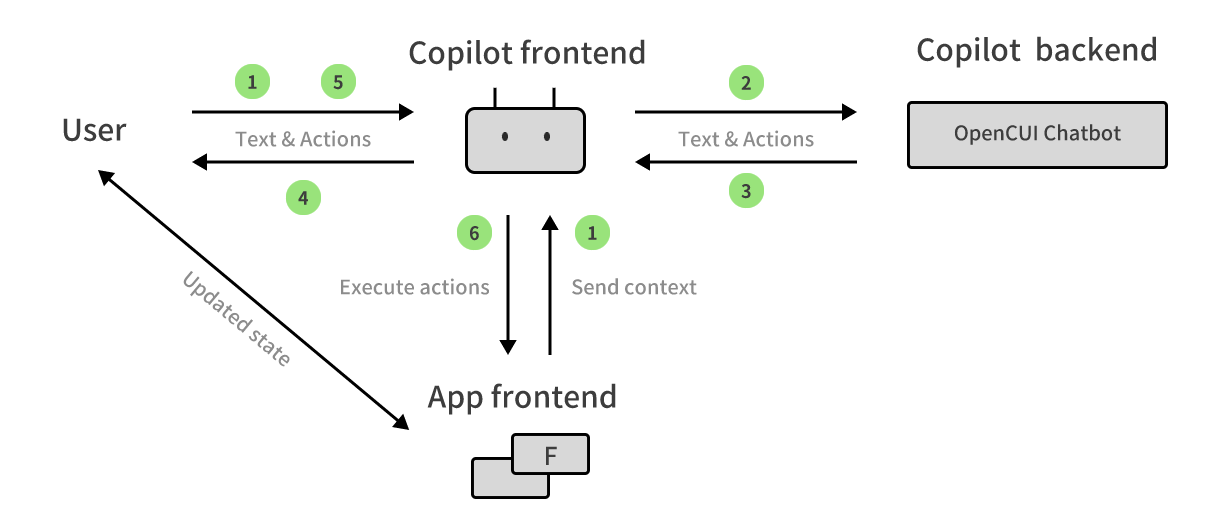 Copilot frontend
Copilot backend
1
5
2
User
Text & Actions
Text & Actions
OpenCUI Chatbot
4
3
6
1
Execute actions
Send context
Updated state
App frontend
F